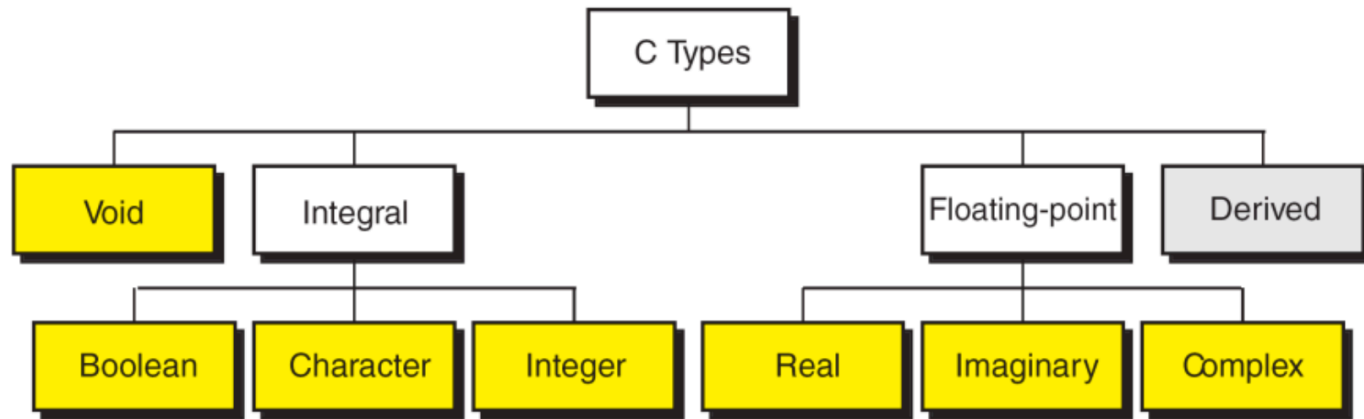 C Types
Void
Integral
Floating-point
Derived
Boolean
Character
Integer
Real
Imaginary
Complex